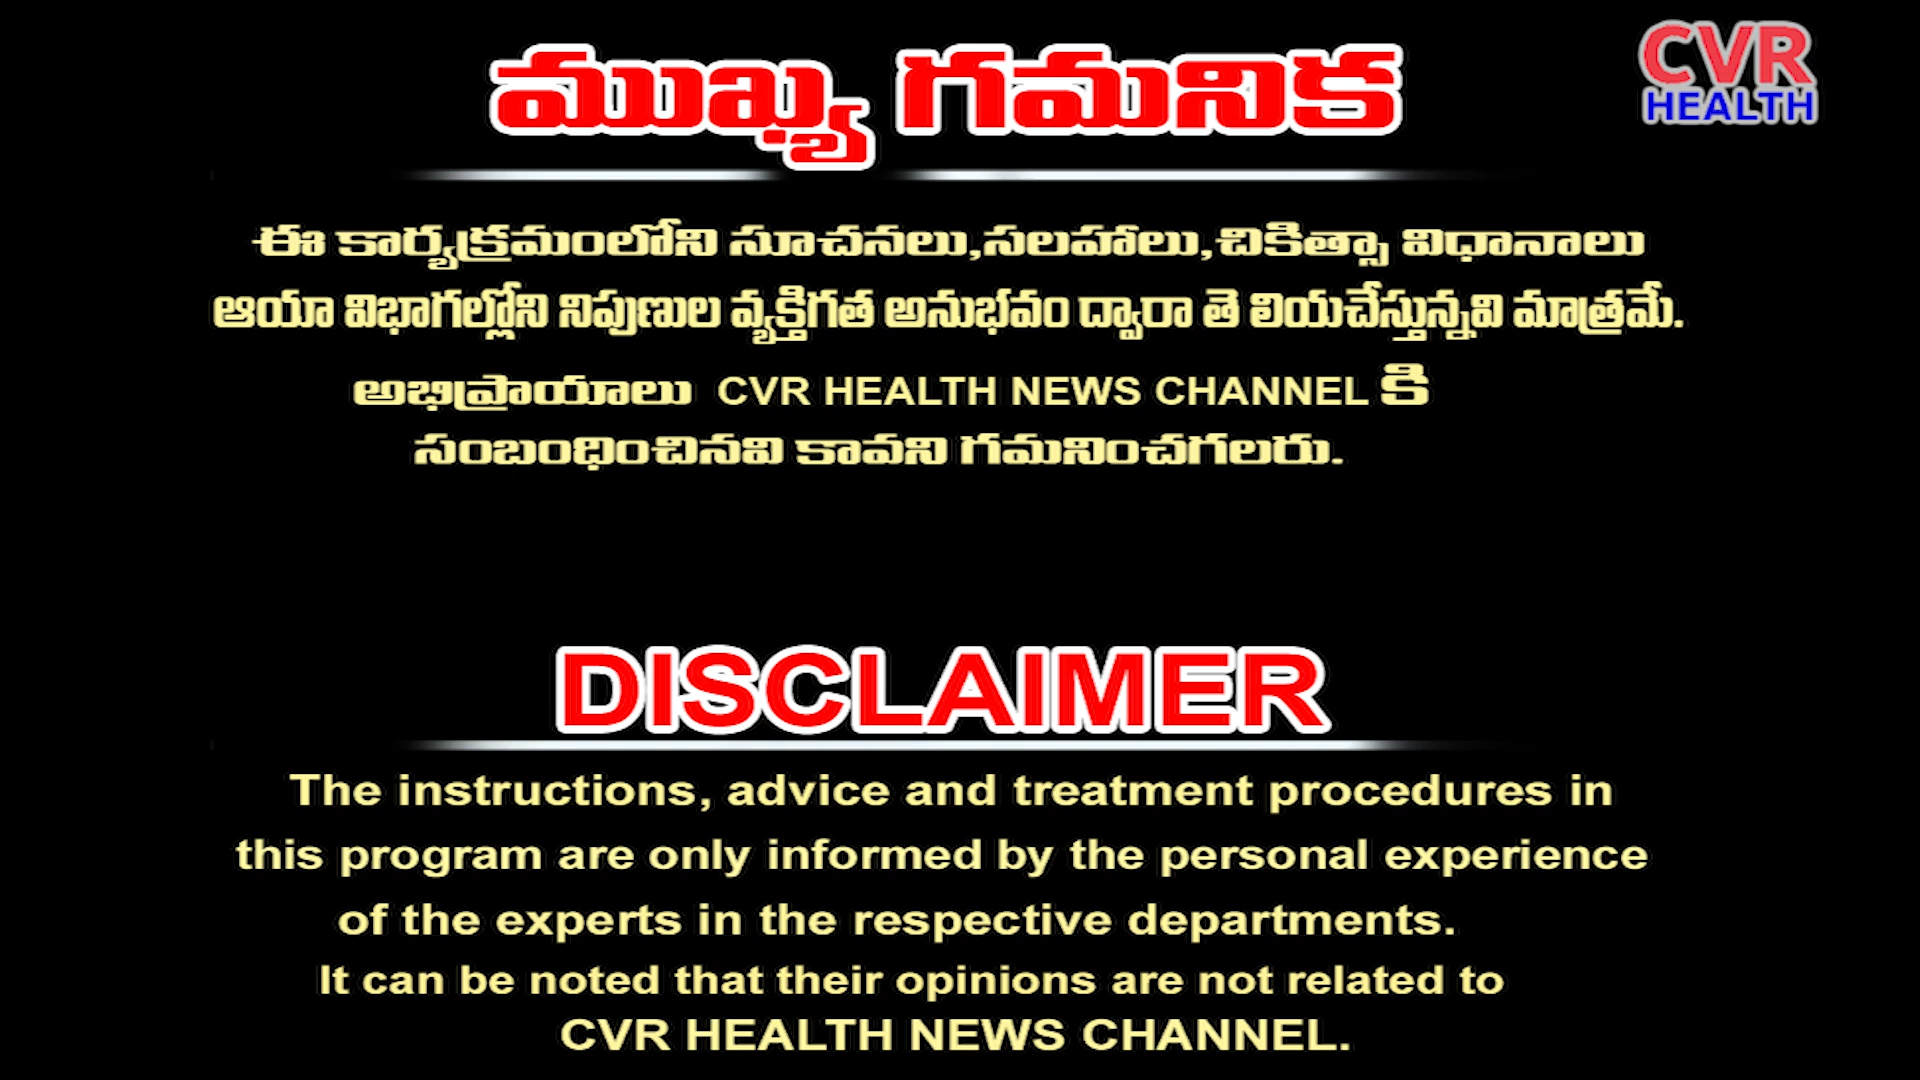 ముఖ్య గమనిక
CVR
HEALTH
ఈ కార్యక్రమంలోని సూచనలు,సలహాలు,చికిత్సా విధానాలు
ఆయా విభాగల్లోని నిపుణుల వ్యక్తిగత అనుభవం ద్వారా తె లియచేస్తున్నవి మాత్రమే.
అభిప్రాయాలు CVR HEALTH NEWS CHANNEL కి
సంబంధించినవి కావని గమనించగలరు.
DISCLAIMER
The instructions, advice and treatment procedures in
this program are only informed by the personal experience
of the experts in the respective departments.
It can be noted that their opinions are not related to
CVR HEALTH NEWS CHANNEL.